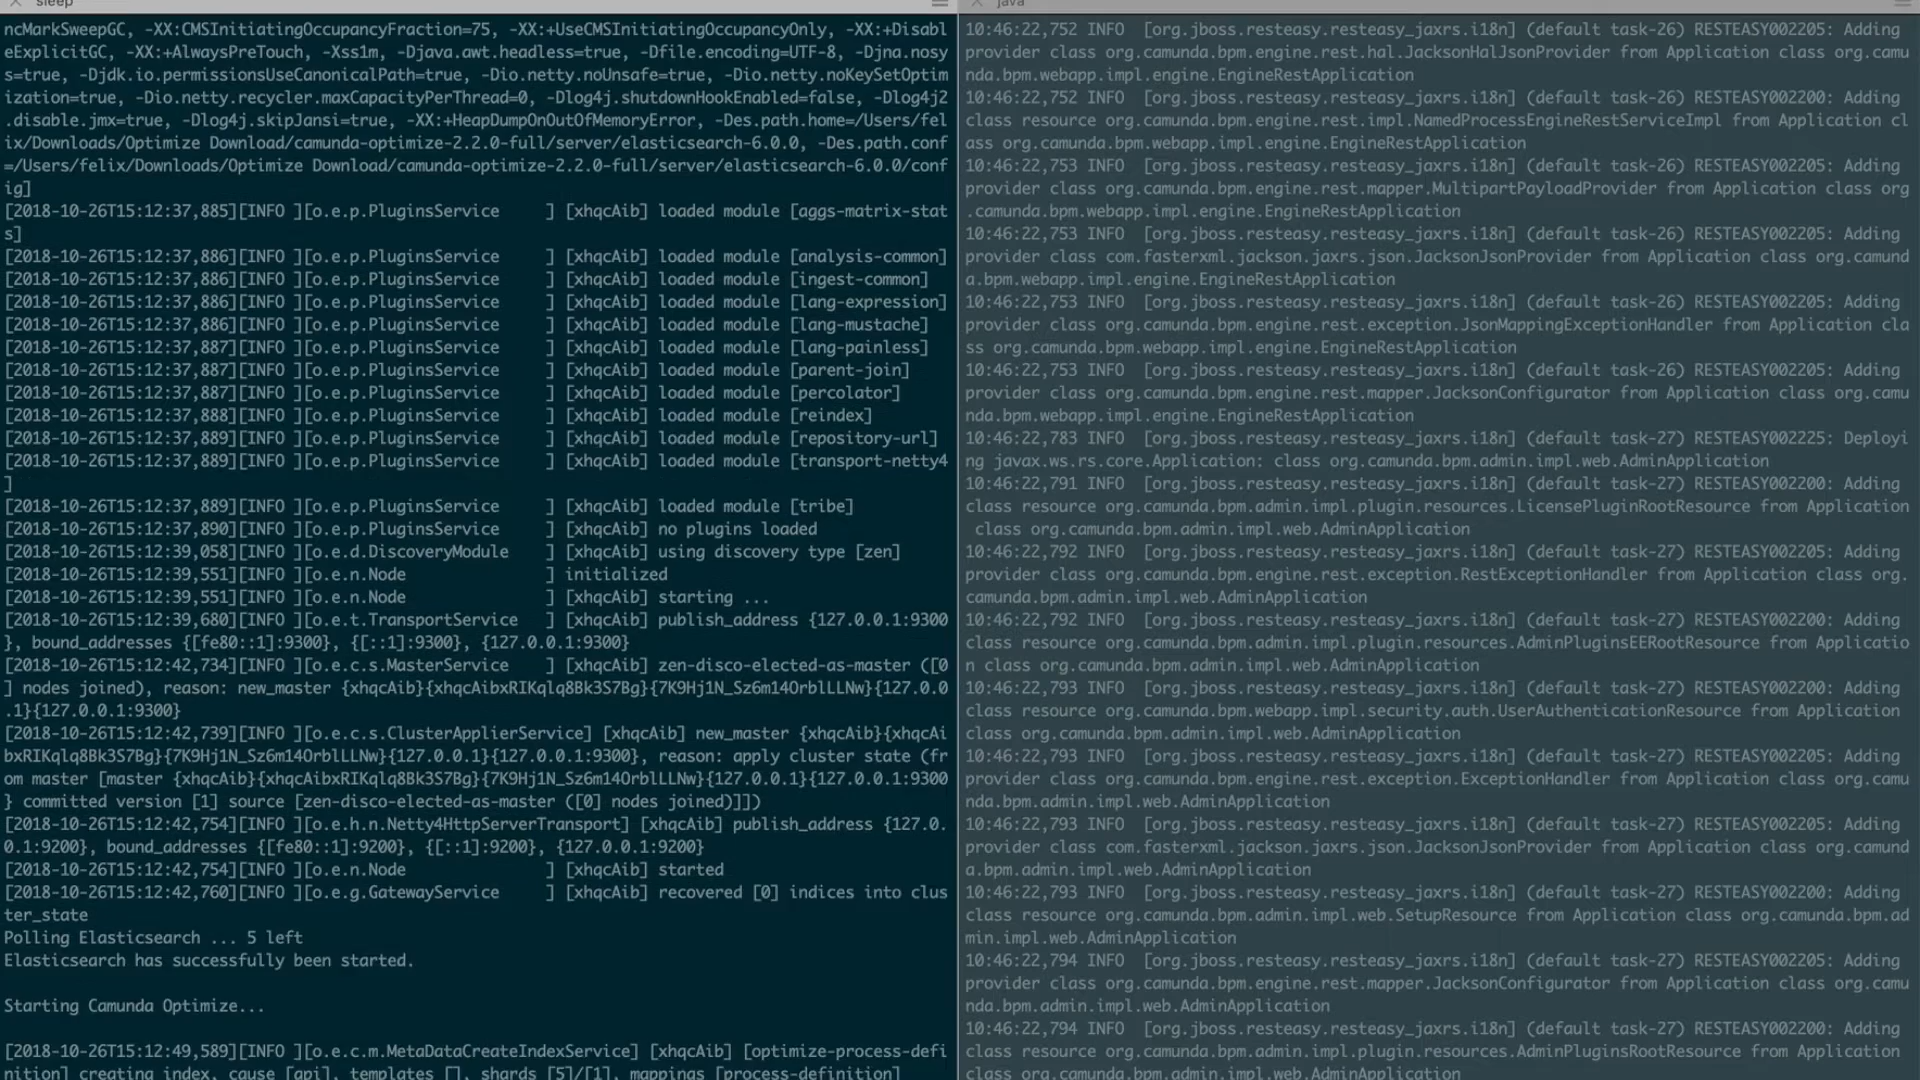 sleep
ncMarkSweepGC, -XX:CMSInitiatingOccupancyFraction=75, -XX:+UseCMSInitiatingOccupancyOnly, -XX:+Disabl
eExplicitGC, -XX:+AlwaysPreTouch, -Xss1m, -Djava.awt.headless=true, -Dfile.encoding=UTF-8, -Djna.nosy
s=true, -Djdk.io.permissionsUseCanonicalPath=true, -Dio.netty.noUnsafe=true, -Dio.netty.noKeySetOptim
ization=true, -Dio.netty.recycler.maxCapacityPerThread=0, -Dlog4j.shutdownHookEnabled=false, -Dlog4j2
.disable.jmx=true, -Dlog4j.skipJansi=true, -XX:+HeapDumpOnOutOfMemoryError, -Des.path.home=/Users/fel
ix/Downloads/Optimize Download/camunda-optimize-2.2.0-full/server/elasticsearch-6.0.0, -Des.path.conf
=/Users/felix/Downloads/Optimize Download/camunda-optimize-2.2.0-full/server/elasticsearch-6.0.0/conf
ig]
[2018-10-26T15:12:37,885][INFO ][o.e.p.PluginsService     ] [xhqcAib] loaded module [aggs-matrix-stat
s]
[2018-10-26T15:12:37,886][INFO ][o.e.p.PluginsService     ] [xhqcAib] loaded module [analysis-common]
[2018-10-26T15:12:37,886][INFO ][o.e.p.PluginsService     ] [xhqcAib] loaded module [ingest-common]
[2018-10-26T15:12:37,886][INFO ][o.e.p.PluginsService     ] [xhqcAib] loaded module [lang-expression]
[2018-10-26T15:12:37,886][INFO ][o.e.p.PluginsService     ] [xhqcAib] loaded module [lang-mustache]
[2018-10-26T15:12:37,887][INFO ][o.e.p.PluginsService     ] [xhqcAib] loaded module [lang-painless]
[2018-10-26T15:12:37,887][INFO ][o.e.p.PluginsService     ] [xhqcAib] loaded module [parent-join]
[2018-10-26T15:12:37,887][INFO ][o.e.p.PluginsService     ] [xhqcAib] loaded module [percolator]
[2018-10-26T15:12:37,888][INFO ][o.e.p.PluginsService     ] [xhqcAib] loaded module [reindex]
[2018-10-26T15:12:37,889][INFO ][o.e.p.PluginsService     ] [xhqcAib] loaded module [repository-url]
[2018-10-26T15:12:37,889][INFO ][o.e.p.PluginsService     ] [xhqcAib] loaded module [transport-netty4
]
[2018-10-26T15:12:37,889][INFO ][o.e.p.PluginsService     ] [xhqcAib] loaded module [tribe]
[2018-10-26T15:12:37,890][INFO ][o.e.p.PluginsService     ] [xhqcAib] no plugins loaded
[2018-10-26T15:12:39,058][INFO ][o.e.d.DiscoveryModule    ] [xhqcAib] using discovery type [zen]
[2018-10-26T15:12:39,551][INFO ][o.e.n.Node               ] initialized
[2018-10-26T15:12:39,551][INFO ][o.e.n.Node               ] [xhqcAib] starting ...
[2018-10-26T15:12:39,680][INFO ][o.e.t.TransportService   ] [xhqcAib] publish_address {127.0.0.1:9300
}, bound_addresses {[fe80::1]:9300}, {[::1]:9300}, {127.0.0.1:9300}
[2018-10-26T15:12:42,734][INFO ][o.e.c.s.MasterService    ] [xhqcAib] zen-disco-elected-as-master ([0
] nodes joined), reason: new_master {xhqcAib}{xhqcAibxRIKqlq8Bk3S7Bg}{7K9Hj1N_Sz6m14OrblLLNw}{127.0.0
.1}{127.0.0.1:9300}
[2018-10-26T15:12:42,739][INFO ][o.e.c.s.ClusterApplierService] [xhqcAib] new_master {xhqcAib}{xhqcAi
bxRIKqlq8Bk3S7Bg}{7K9Hj1N_Sz6m14OrblLLNw}{127.0.0.1}{127.0.0.1:9300}, reason: apply cluster state (fr
om master [master {xhqcAib}{xhqcAibxRIKqlq8Bk3S7Bg}{7K9Hj1N_Sz6m14OrblLLNw}{127.0.0.1}{127.0.0.1:9300
} committed version [1] source [zen-disco-elected-as-master ([0] nodes joined)]])
[2018-10-26T15:12:42,754][INFO ][o.e.h.n.Netty4HttpServerTransport] [xhqcAib] publish_address {127.0.
0.1:9200}, bound_addresses {[fe80::1]:9200}, {[::1]:9200}, {127.0.0.1:9200}
[2018-10-26T15:12:42,754][INFO ][o.e.n.Node               ] [xhqcAib] started
[2018-10-26T15:12:42,760][INFO ][o.e.g.GatewayService     ] [xhqcAib] recovered [0] indices into clus
ter_state
Polling Elasticsearch ... 5 left
Elasticsearch has successfully been started.
Starting Camunda Optimize...
[2018-10-26T15:12:49,589][INFO ][o.e.c.m.MetaDataCreateIndexService] [xhqcAib] [optimize-process-defi
nition] creating index, cause [api], templates [], shards [5]/[1], mappings [process-definition]
java
10:46:22,752 INFO  [org.jboss.resteasy.resteasy_jaxrs.i18n] (default task-26) RESTEASY002205: Adding
provider class org.camunda.bpm.engine.rest.hal.JacksonHalJsonProvider from Application class org.camu
nda.bpm.webapp.impl.engine.EngineRestApplication
10:46:22,752 INFO  [org.jboss.resteasy.resteasy_jaxrs.i18n] (default task-26) RESTEASY002200: Adding
class resource org.camunda.bpm.engine.rest.impl.NamedProcessEngineRestServiceImpl from Application cl
ass org.camunda.bpm.webapp.impl.engine.EngineRestApplication
10:46:22,753 INFO  [org.jboss.resteasy.resteasy_jaxrs.i18n] (default task-26) RESTEASY002205: Adding
provider class org.camunda.bpm.engine.rest.mapper.MultipartPayloadProvider from Application class org
.camunda.bpm.webapp.impl.engine.EngineRestApplication
10:46:22,753 INFO  [org.jboss.resteasy.resteasy_jaxrs.i18n] (default task-26) RESTEASY002205: Adding
provider class com.fasterxml.jackson.jaxrs.json.JacksonJsonProvider from Application class org.camund
a.bpm.webapp.impl.engine.EngineRestApplication
10:46:22,753 INFO  [org.jboss.resteasy.resteasy_jaxrs.i18n] (default task-26) RESTEASY002205: Adding
provider class org.camunda.bpm.engine.rest.exception.JsonMappingExceptionHandler from Application cla
ss org.camunda.bpm.webapp.impl.engine.EngineRestApplication
10:46:22,753 INFO  [org.jboss.resteasy.resteasy_jaxrs.i18n] (default task-26) RESTEASY002205: Adding
provider class org.camunda.bpm.engine.rest.mapper.JacksonConfigurator from Application class org.camu
nda.bpm.webapp.impl.engine.EngineRestApplication
10:46:22,783 INFO  [org.jboss.resteasy.resteasy_jaxrs.i18n] (default task-27) RESTEASY002225: Deployi
ng javax.ws.rs.core.Application: class org.camunda.bpm.admin.impl.web.AdminApplication
10:46:22,791 INFO  [org.jboss.resteasy.resteasy_jaxrs.i18n] (default task-27) RESTEASY002200: Adding
class resource org.camunda.bpm.admin.impl.plugin.resources.LicensePluginRootResource from Application
 class org.camunda.bpm.admin.impl.web.AdminApplication
10:46:22,792 INFO  [org.jboss.resteasy.resteasy_jaxrs.i18n] (default task-27) RESTEASY002205: Adding
provider class org.camunda.bpm.engine.rest.exception.RestExceptionHandler from Application class org.
camunda.bpm.admin.impl.web.AdminApplication
10:46:22,792 INFO  [org.jboss.resteasy.resteasy_jaxrs.i18n] (default task-27) RESTEASY002200: Adding
class resource org.camunda.bpm.admin.impl.plugin.resources.AdminPluginsEERootResource from Applicatio
n class org.camunda.bpm.admin.impl.web.AdminApplication
10:46:22,793 INFO  [org.jboss.resteasy.resteasy_jaxrs.i18n] (default task-27) RESTEASY002200: Adding
class resource org.camunda.bpm.webapp.impl.security.auth.UserAuthenticationResource from Application
class org.camunda.bpm.admin.impl.web.AdminApplication
10:46:22,793 INFO  [org.jboss.resteasy.resteasy_jaxrs.i18n] (default task-27) RESTEASY002205: Adding
provider class org.camunda.bpm.engine.rest.exception.ExceptionHandler from Application class org.camu
nda.bpm.admin.impl.web.AdminApplication
10:46:22,793 INFO  [org.jboss.resteasy.resteasy_jaxrs.i18n] (default task-27) RESTEASY002205: Adding
provider class com.fasterxml.jackson.jaxrs.json.JacksonJsonProvider from Application class org.camund
a.bpm.admin.impl.web.AdminApplication
10:46:22,793 INFO  [org.jboss.resteasy.resteasy_jaxrs.i18n] (default task-27) RESTEASY002200: Adding
class resource org.camunda.bpm.admin.impl.web.SetupResource from Application class org.camunda.bpm.ad
min.impl.web.AdminApplication
10:46:22,794 INFO  [org.jboss.resteasy.resteasy_jaxrs.i18n] (default task-27) RESTEASY002205: Adding
provider class org.camunda.bpm.engine.rest.mapper.JacksonConfigurator from Application class org.camu
nda.bpm.admin.impl.web.AdminApplication
10:46:22,794 INFO  [org.jboss.resteasy.resteasy_jaxrs.i18n] (default task-27) RESTEASY002200: Adding
class resource org.camunda.bpm.admin.impl.plugin.resources.AdminPluginsRootResource from Application
class org.camunda.bpm.admin.impl.web.AdminApplication